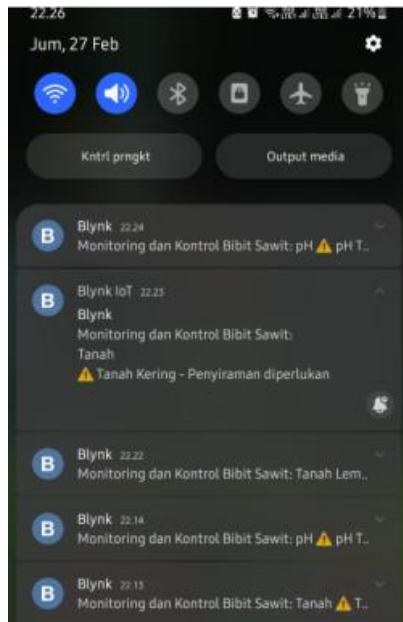 22.26
21%
Jum, 27 Feb
Kntrl prngkt
Output media
B
Blynk 22.24
Monitoring dan Kontrol Bibit Sawit: pH ⚠ pH T..
B
Blynk IoT 22.23
Blynk
Monitoring dan Kontrol Bibit Sawit:
Tanah
⚠ Tanah Kering - Penyiraman diperlukan
B
Blynk 22.22
Monitoring dan Kontrol Bibit Sawit: Tanah Lem..
B
Blynk 22.14
Monitoring dan Kontrol Bibit Sawit: pH ⚠ pH T..
B
Blynk 22.13
Monitoring dan Kontrol Bibit Sawit: Tanah ⚠ T..